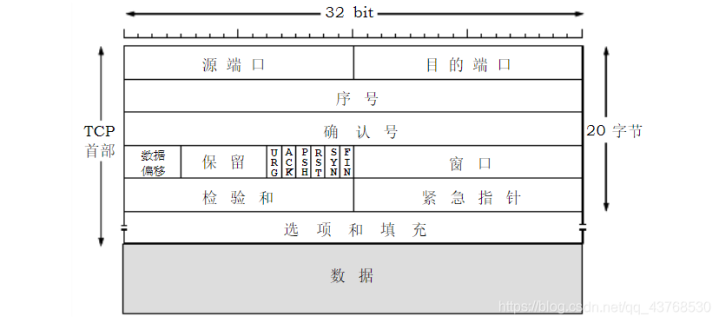 32 bit
源端口 目的端口
序号
TCP 首部
确认号
20 字节
数据偏移 保留 URG ACK PSH RST SYN FIN 窗口
检验和 紧急指针
选项和填充
数据
https://blog.csdn.net/qq_43768530